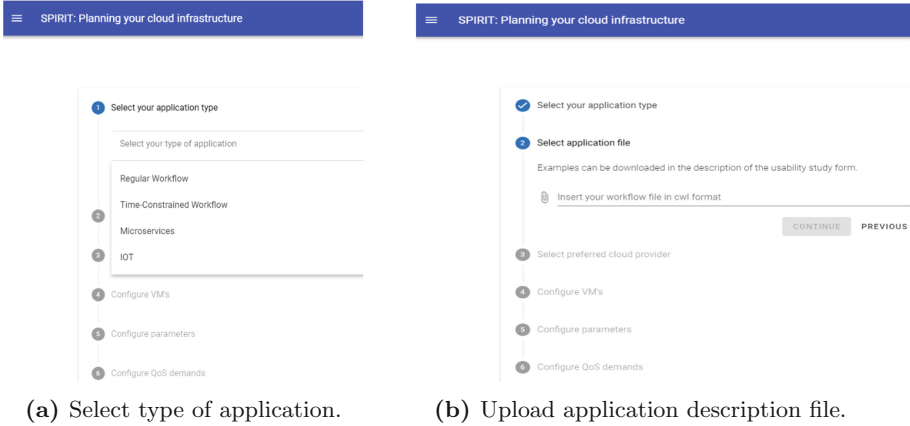 SPIRIT: Planning your cloud infrastructure
1 Select your application type
Select your type of application
Regular Workflow
Time-Constrained Workflow
2
Microservices
3
IOT
4 Configure VM's
5 Configure parameters
6 Configure QoS demands
(a) Select type of application.
SPIRIT: Planning your cloud infrastructure
Select your application type
2 Select application file
Examples can be downloaded in the description of the usability study form.
Insert your workflow file in cwl format
CONTINUE PREVIOUS
3 Select preferred cloud provider
4 Configure VM's
5 Configure parameters
6 Configure QoS demands
(b) Upload application description file.